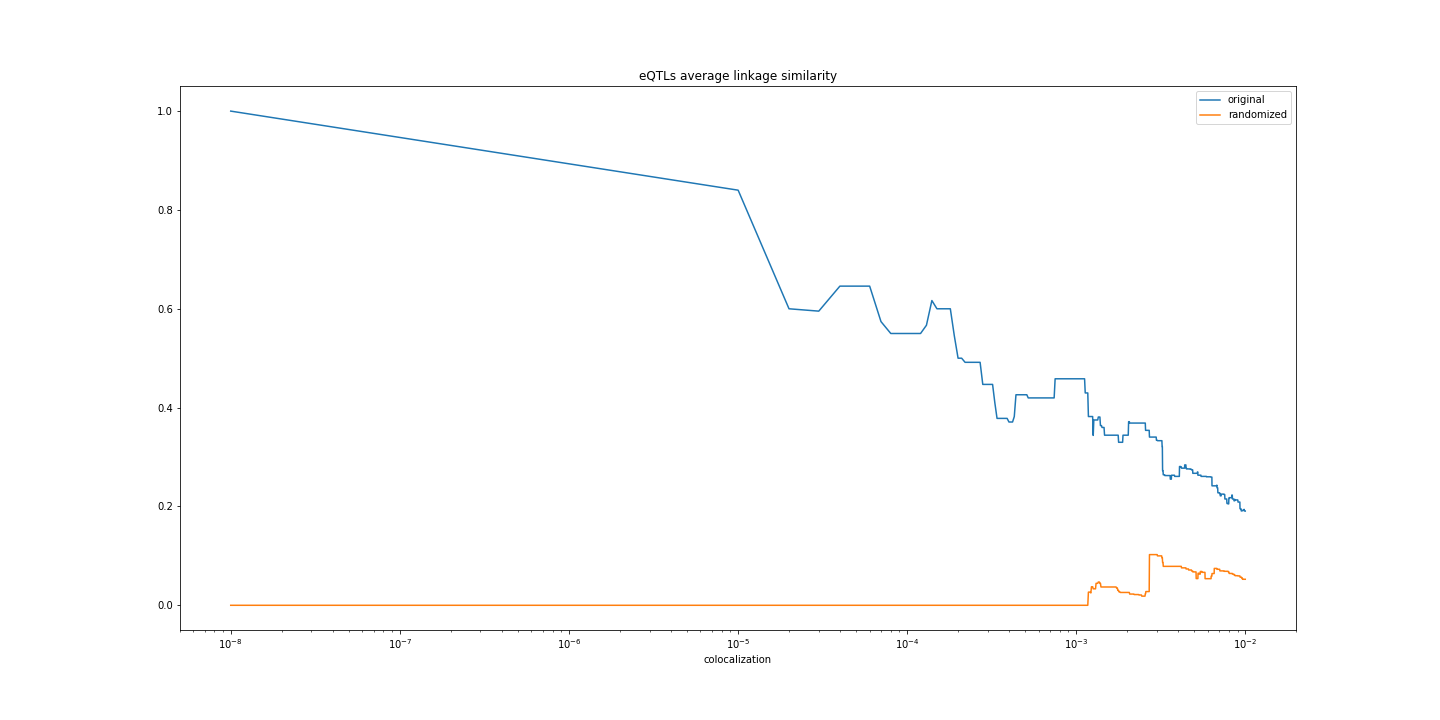 eQTLs average linkage similarity
original
randomized
1.0
0.8
0.6
0.4
0.2
0.0
10⁻⁸ 10⁻⁷ 10⁻⁶ 10⁻⁵ 10⁻⁴ 10⁻³ 10⁻²
colocalization